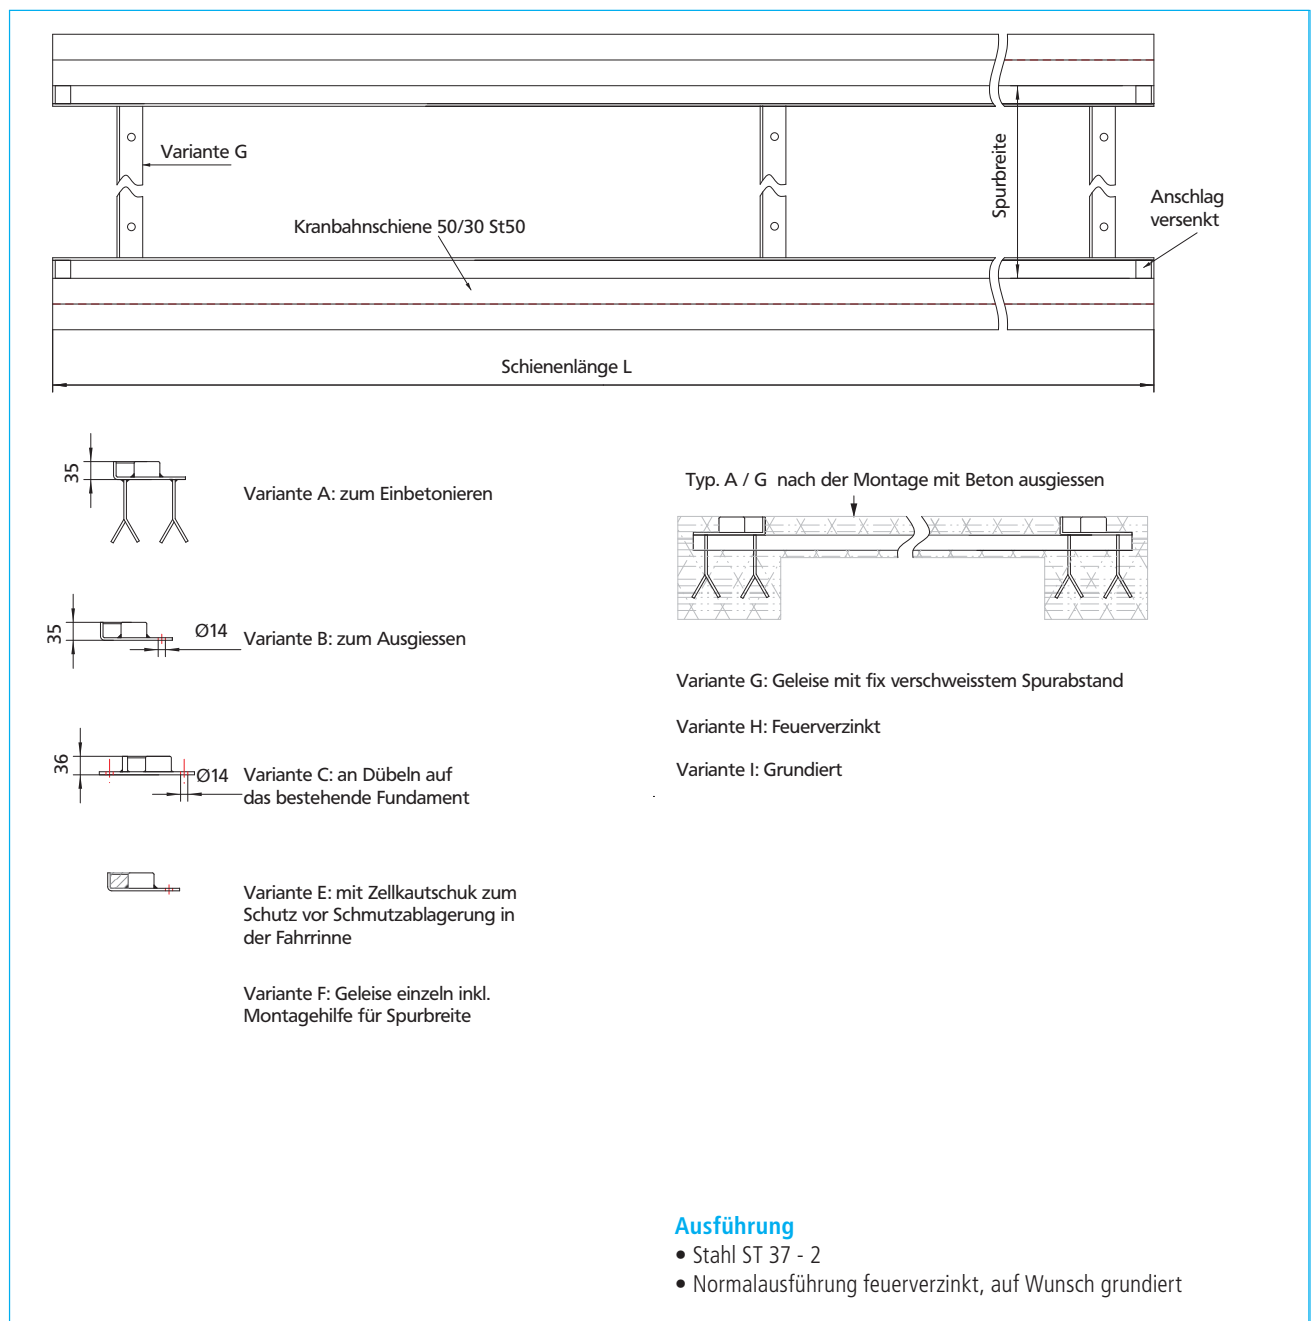 Variante G
Kranbahnschiene 50/30 St50
Spurbreite
Anschlag
versenkt
Schienenlänge L
35
Variante A: zum Einbetonieren
Typ. A / G nach der Montage mit Beton ausgiessen
35
Ø14
Variante B: zum Ausgiessen
Variante G: Geleise mit fix verschweisstem Spurabstand
Variante H: Feuerverzinkt
Variante I: Grundiert
36
Ø14
Variante C: an Dübeln auf
das bestehende Fundament
Variante E: mit Zellkautschuk zum
Schutz vor Schmutzablagerung in
der Fahrrinne
Variante F: Geleise einzeln inkl.
Montagehilfe für Spurbreite
Ausführung
• Stahl ST 37 - 2
• Normalausführung feuerverzinkt, auf Wunsch grundiert